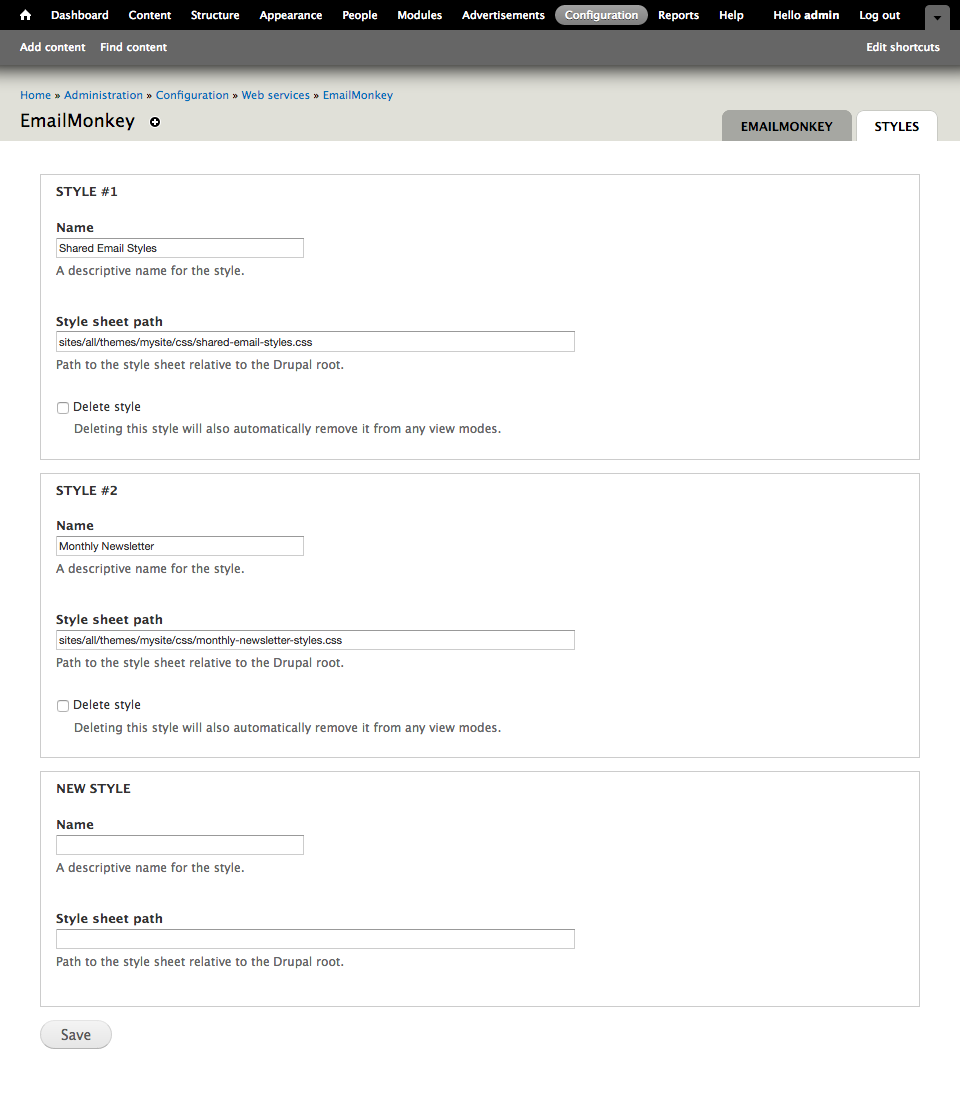 Dashboard Content Structure Appearance People Modules Advertisements Configuration Reports Help Hello admin Log out
Add content Find content Edit shortcuts
Home » Administration » Configuration » Web services » EmailMonkey
EmailMonkey
EMAILMONKEY STYLES
STYLE #1
Name
Shared Email Styles
A descriptive name for the style.
Style sheet path
sites/all/themes/mysite/css/shared-email-styles.css
Path to the style sheet relative to the Drupal root.
Delete style
Deleting this style will also automatically remove it from any view modes.
STYLE #2
Name
Monthly Newsletter
A descriptive name for the style.
Style sheet path
sites/all/themes/mysite/css/monthly-newsletter-styles.css
Path to the style sheet relative to the Drupal root.
Delete style
Deleting this style will also automatically remove it from any view modes.
NEW STYLE
Name
A descriptive name for the style.
Style sheet path
Path to the style sheet relative to the Drupal root.
Save